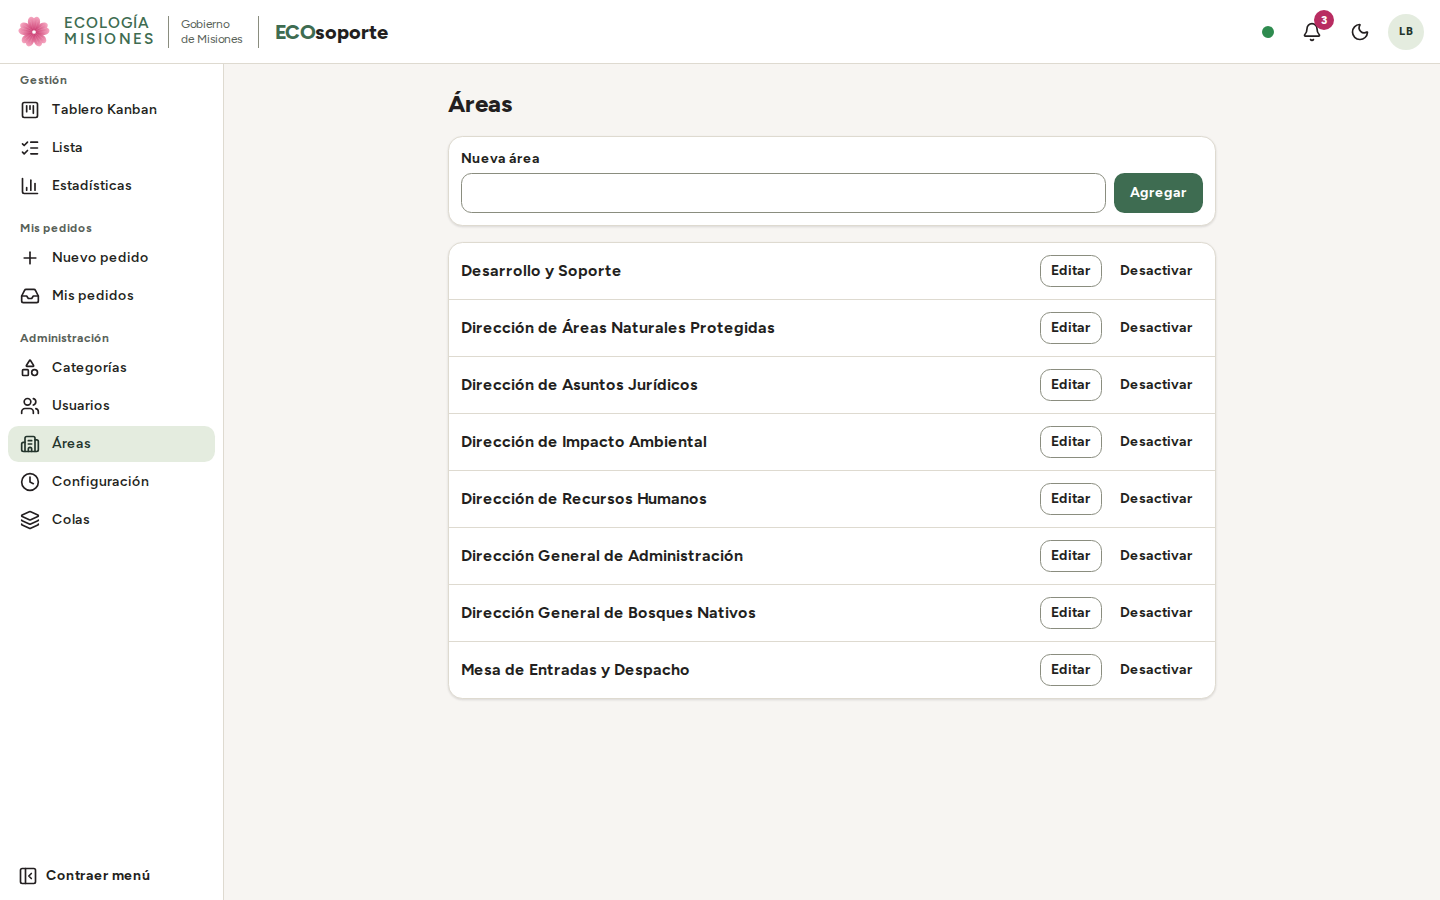 ECOLOGÍA
MISIONES
Gobierno
de Misiones
ECOsoporte
3
LB
Gestión
Tablero Kanban
Lista
Estadísticas
Mis pedidos
Nuevo pedido
Mis pedidos
Administración
Categorías
Usuarios
Áreas
Configuración
Colas
Contraer menú
Áreas
Nueva área
Agregar
Desarrollo y Soporte Editar Desactivar
Dirección de Áreas Naturales Protegidas Editar Desactivar
Dirección de Asuntos Jurídicos Editar Desactivar
Dirección de Impacto Ambiental Editar Desactivar
Dirección de Recursos Humanos Editar Desactivar
Dirección General de Administración Editar Desactivar
Dirección General de Bosques Nativos Editar Desactivar
Mesa de Entradas y Despacho Editar Desactivar